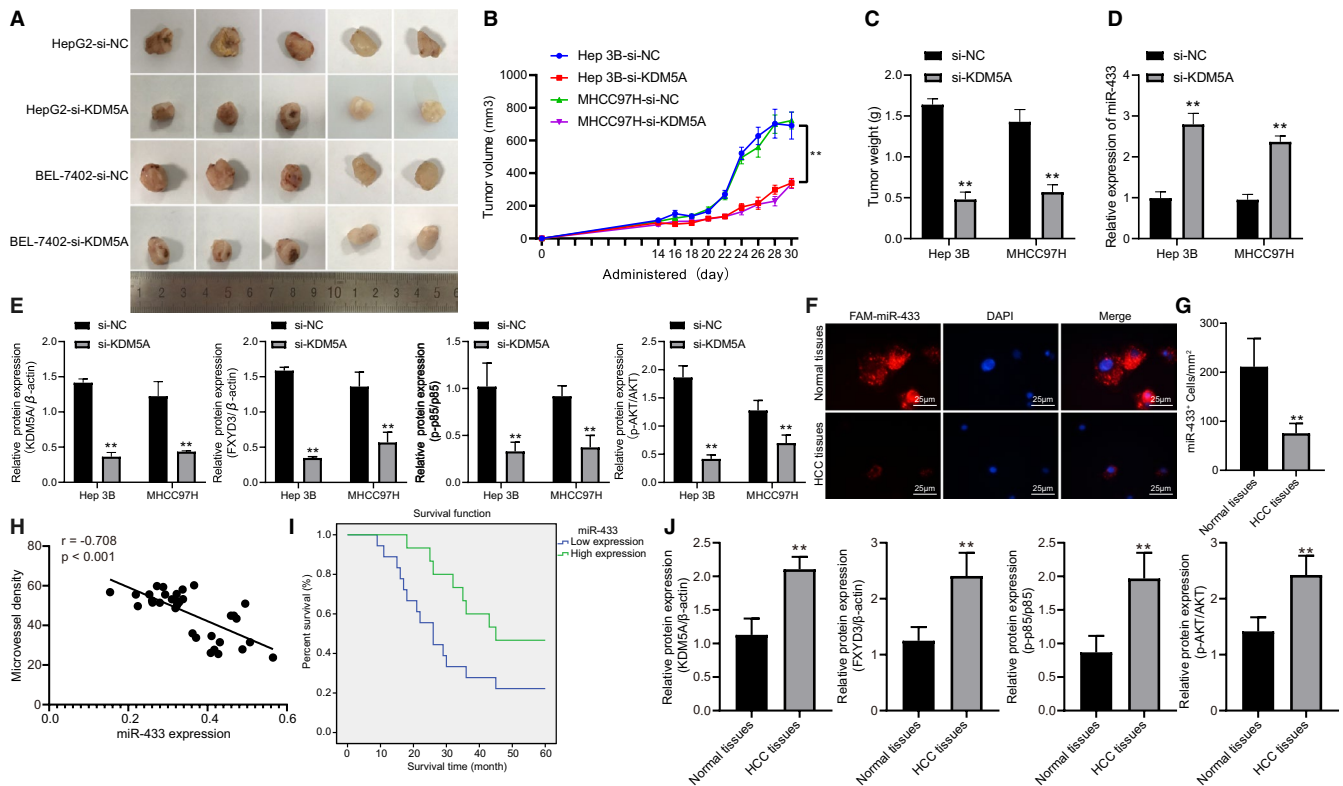 A
HepG2-si-NC
HepG2-si-KDM5A
BEL-7402-si-NC
BEL-7402-si-KDM5A
1 2 3 4 5 6 7 8 9 10 1 2 3 4 5 6
B
Hep 3B-si-NC
Hep 3B-si-KDM5A
MHCC97H-si-NC
MHCC97H-si-KDM5A
Tumor volume (mm3)
1000
800
600
400
200
0
**
0 14 16 18 20 22 24 26 28 30
Administered (day)
C
si-NC
si-KDM5A
Tumor weight (g)
2.0
1.5
1.0
0.5
0.0
** **
Hep 3B MHCC97H
D
si-NC
si-KDM5A
Relative expression of miR-433
4
3
2
1
0
** **
Hep 3B MHCC97H
E
si-NC
si-KDM5A
Relative protein expression
(KDM5A/β-actin)
2.0
1.5
1.0
0.5
0.0
** **
Hep 3B MHCC97H
si-NC
si-KDM5A
Relative protein expression
(FXYD3/β-actin)
2.0
1.5
1.0
0.5
0.0
** **
Hep 3B MHCC97H
si-NC
si-KDM5A
Relative protein expression
(p-p85/p85)
1.5
1.0
0.5
0.0
** **
Hep 3B MHCC97H
si-NC
si-KDM5A
Relative protein expression
(p-AKT/AKT)
2.5
2.0
1.5
1.0
0.5
0.0
** **
Hep 3B MHCC97H
F
FAM-miR-433 DAPI Merge
Normal tissues
25μm 25μm 25μm
HCC tissues
25μm 25μm 25μm
G
miR-433⁺ Cells/mm²
300
200
100
0
**
Normal tissues
HCC tissues
H
r = -0.708
p < 0.001
Microvessel density
80
60
40
20
0
0.0 0.2 0.4 0.6
miR-433 expression
I
Survival function
miR-433
Low expression
High expression
Percent survival (%)
1.0
0.8
0.6
0.4
0.2
0.0
0 10 20 30 40 50 60
Survival time (month)
J
Relative protein expression
(KDM5A/β-actin)
2.5
2.0
1.5
1.0
0.5
0.0
**
Normal tissues
HCC tissues
Relative protein expression
(FXYD3/β-actin)
3
2
1
0
**
Normal tissues
HCC tissues
Relative protein expression
(p-p85/p85)
2.5
2.0
1.5
1.0
0.5
0.0
**
Normal tissues
HCC tissues
Relative protein expression
(p-AKT/AKT)
3
2
1
0
**
Normal tissues
HCC tissues